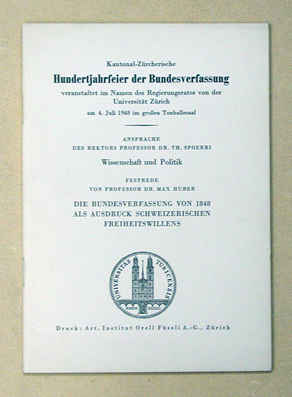 Kantonal-Zürcherische
Hundertjahrfeier der Bundesverfassung
veranstaltet im Namen des Regierungsrates von der
Universität Zürich
am 4. Juli 1948 im großen Tonhallesaal
ANSPRACHE
DES REKTORS PROFESSOR DR. TH. SPOERRI
Wissenschaft und Politik
FESTREDE
VON PROFESSOR DR. MAX HUBER
DIE BUNDESVERFASSUNG VON 1848
ALS AUSDRUCK SCHWEIZERISCHEN
FREIHEITSWILLENS
UNIVERSITAS TURICENSIS
Druck: Art. Institut Orell Füssli A.-G., Zürich